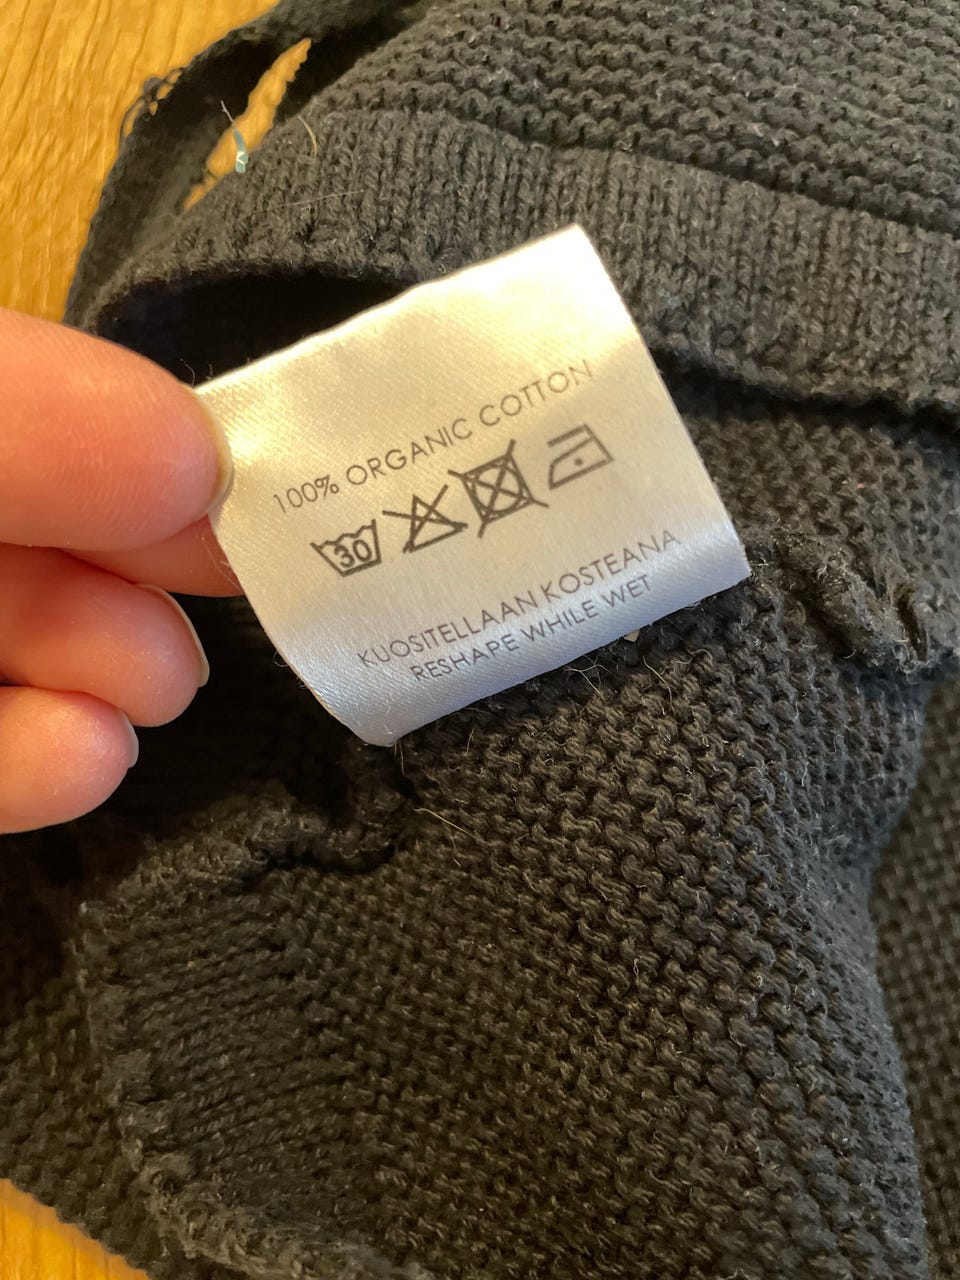 100% ORGANIC COTTON
30
KUOSITELLAAN KOSTEANA
RESHAPE WHILE WET